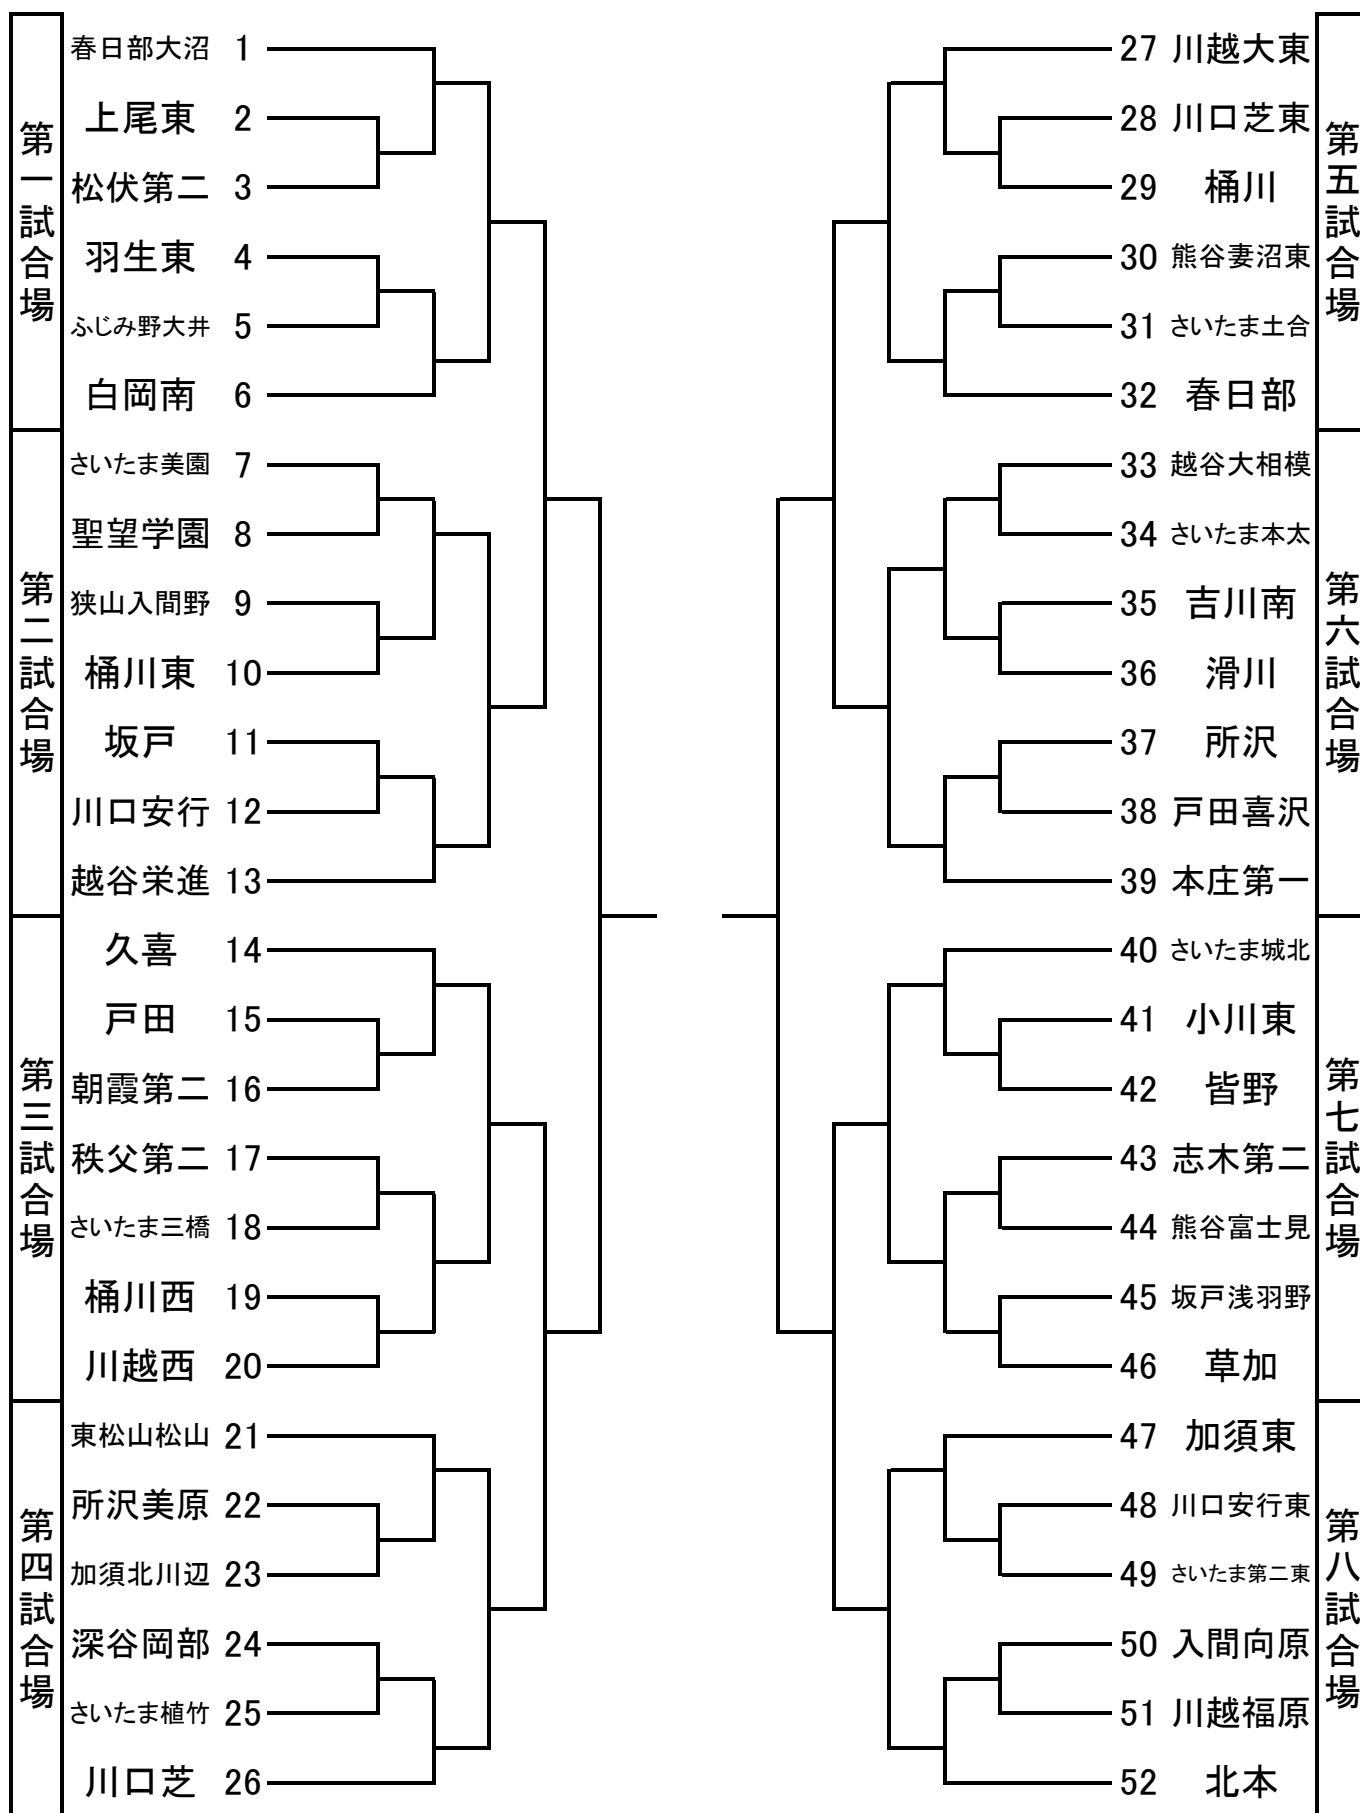 第一試合場
春日部大沼 1
上尾東 2
松伏第二 3
羽生東 4
ふじみ野大井 5
白岡南 6
第二試合場
さいたま美園 7
聖望学園 8
狭山入間野 9
桶川東 10
坂戸 11
川口安行 12
越谷栄進 13
第三試合場
久喜 14
戸田 15
朝霞第二 16
秩父第二 17
さいたま三橋 18
桶川西 19
川越西 20
第四試合場
東松山松山 21
所沢美原 22
加須北川辺 23
深谷岡部 24
さいたま植竹 25
川口芝 26
第五試合場
27 川越大東
28 川口芝東
29 桶川
30 熊谷妻沼東
31 さいたま土合
32 春日部
第六試合場
33 越谷大相模
34 さいたま本太
35 吉川南
36 滑川
37 所沢
38 戸田喜沢
39 本庄第一
第七試合場
40 さいたま城北
41 小川東
42 皆野
43 志木第二
44 熊谷富士見
45 坂戸浅羽野
46 草加
第八試合場
47 加須東
48 川口安行東
49 さいたま第二東
50 入間向原
51 川越福原
52 北本